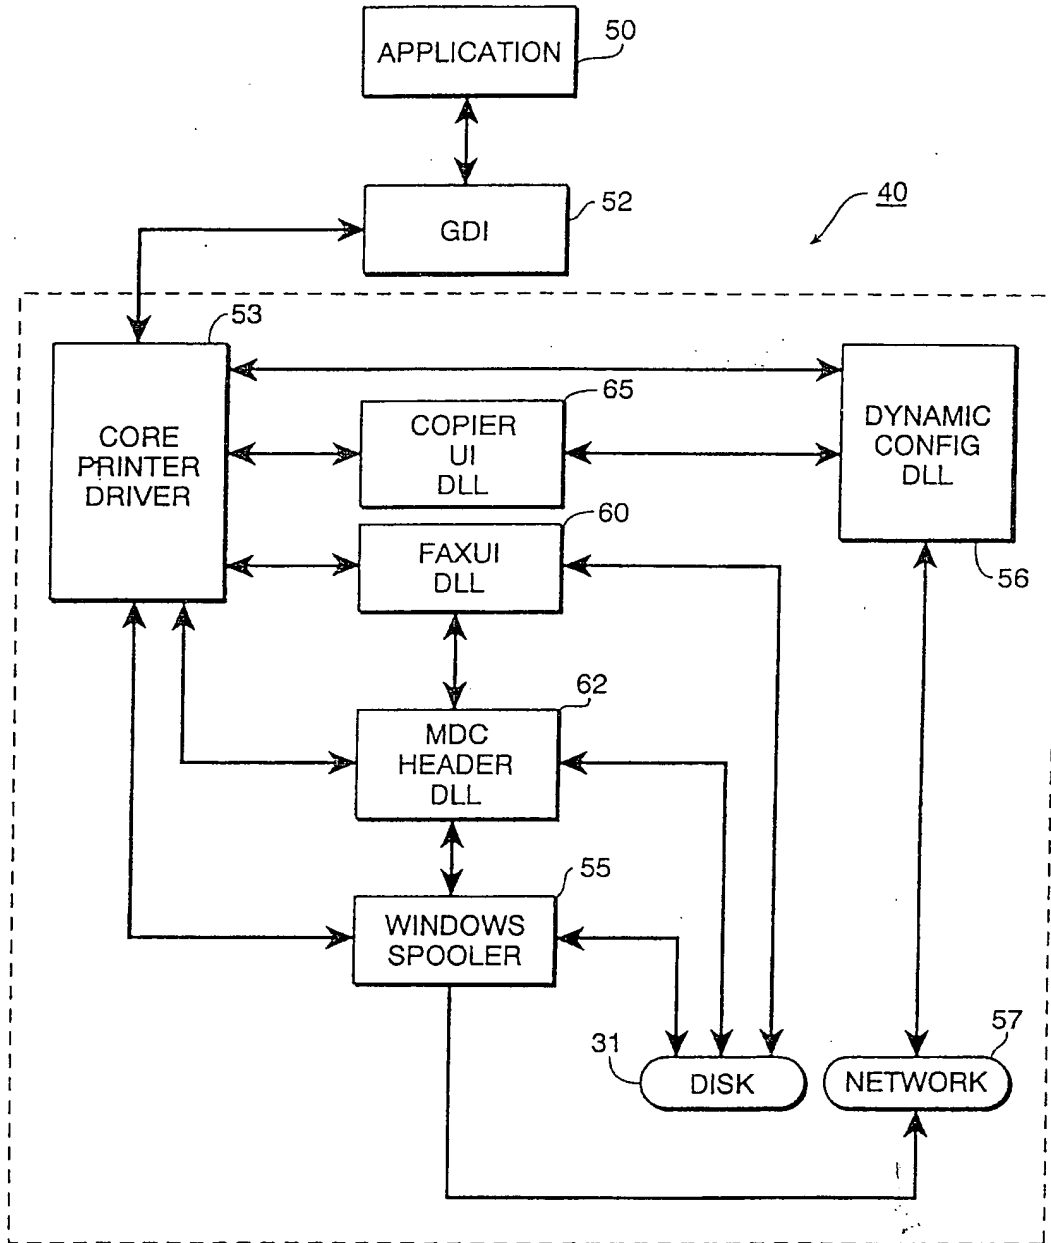 APPLICATION
50
GDI
52
40
CORE
PRINTER
DRIVER
53
COPIER
UI
DLL
65
DYNAMIC
CONFIG
DLL
56
FAXUI
DLL
60
MDC
HEADER
DLL
62
WINDOWS
SPOOLER
55
31
DISK
NETWORK
57